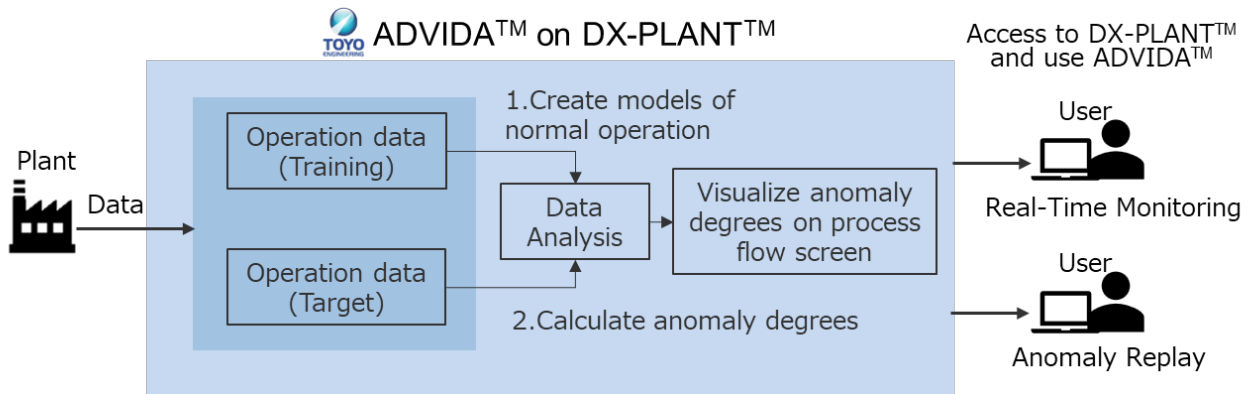 TOYO
ENGINEERING
ADVIDA™ on DX-PLANT™
Access to DX-PLANT™
and use ADVIDA™
Plant
Data
Operation data
(Training)
Operation data
(Target)
1.Create models of
normal operation
Data
Analysis
2.Calculate anomaly degrees
Visualize anomaly
degrees on process
flow screen
User
Real-Time Monitoring
User
Anomaly Replay